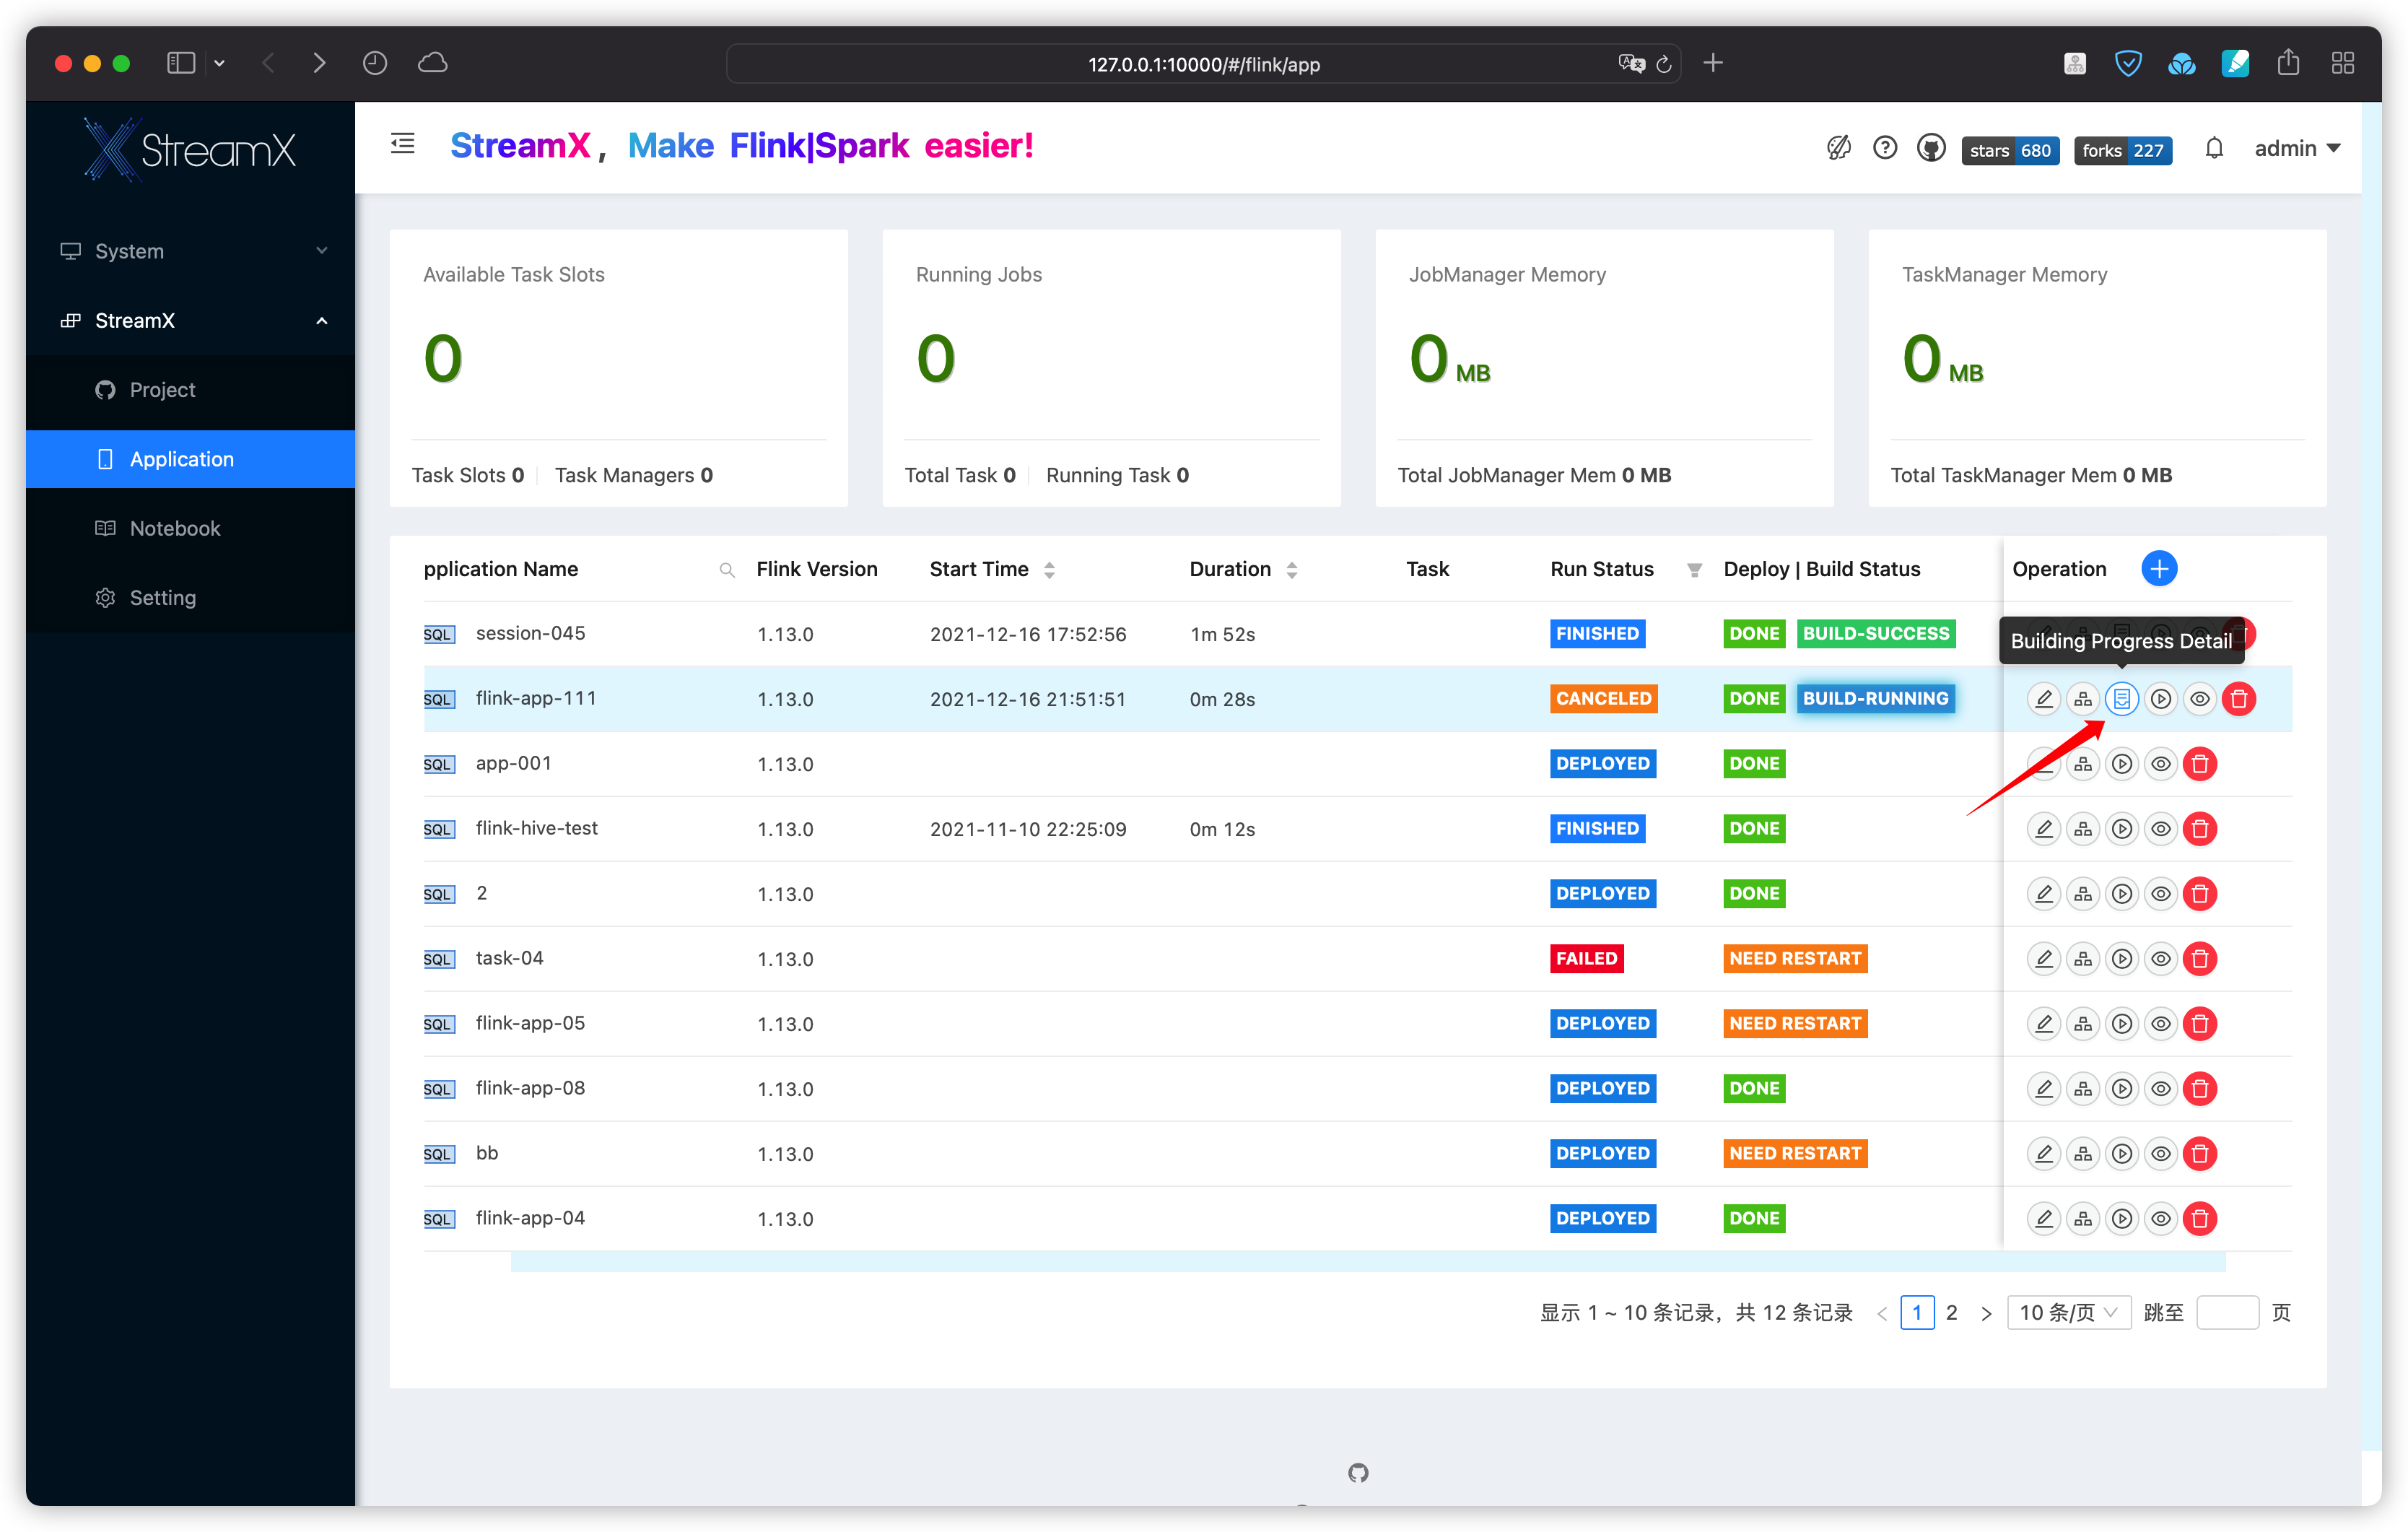 127.0.0.1:10000/#/flink/app
StreamX
StreamX, Make Flink|Spark easier!
stars 680
forks 227
admin
System
StreamX
Project
Application
Notebook
Setting
Available Task Slots
0
Task Slots 0 Task Managers 0
Running Jobs
0
Total Task 0 Running Task 0
JobManager Memory
0 MB
Total JobManager Mem 0 MB
TaskManager Memory
0 MB
Total TaskManager Mem 0 MB
pplication Name Flink Version Start Time Duration Task Run Status Deploy | Build Status Operation
SQL session-045 1.13.0 2021-12-16 17:52:56 1m 52s FINISHED DONE BUILD-SUCCESS
Building Progress Detail
SQL flink-app-111 1.13.0 2021-12-16 21:51:51 0m 28s CANCELED DONE BUILD-RUNNING
SQL app-001 1.13.0 DEPLOYED DONE
SQL flink-hive-test 1.13.0 2021-11-10 22:25:09 0m 12s FINISHED DONE
SQL 2 1.13.0 DEPLOYED DONE
SQL task-04 1.13.0 FAILED NEED RESTART
SQL flink-app-05 1.13.0 DEPLOYED NEED RESTART
SQL flink-app-08 1.13.0 DEPLOYED DONE
SQL bb 1.13.0 DEPLOYED NEED RESTART
SQL flink-app-04 1.13.0 DEPLOYED DONE
显示 1 ~ 10 条记录，共 12 条记录 < 1 2 > 10 条/页 跳至 页